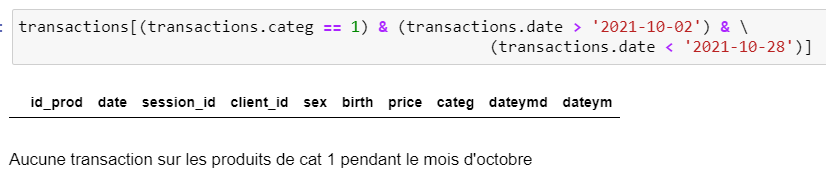 : transactions[(transactions.categ == 1) & (transactions.date > '2021-10-02') & \
(transactions.date < '2021-10-28')]
id_prod date session_id client_id sex birth price categ dateymd dateym
Aucune transaction sur les produits de cat 1 pendant le mois d'octobre